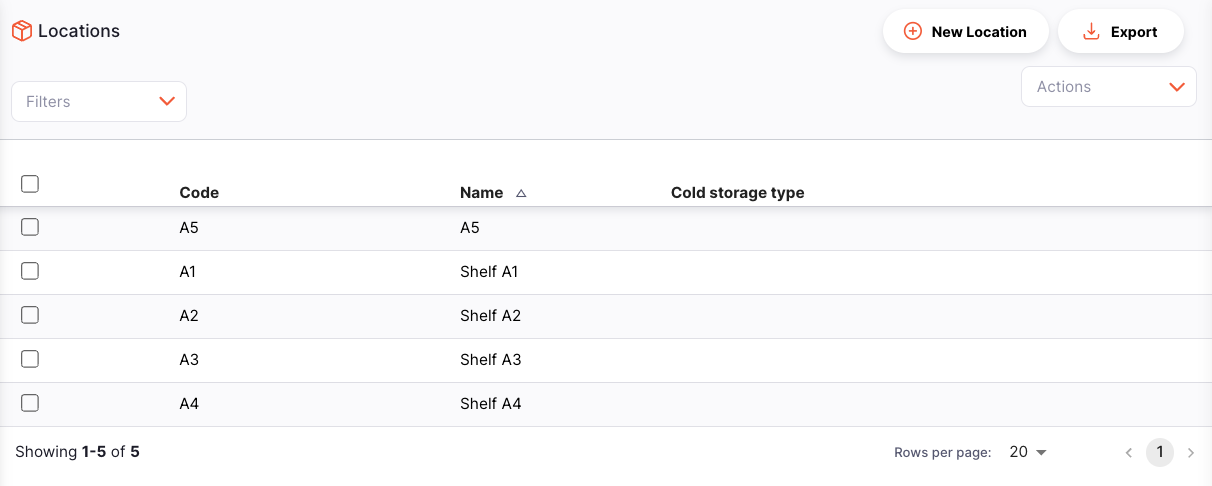 Locations
New Location
Export
Filters
Actions
Code Name Cold storage type
A5 A5
A1 Shelf A1
A2 Shelf A2
A3 Shelf A3
A4 Shelf A4
Showing 1-5 of 5
Rows per page: 20
1